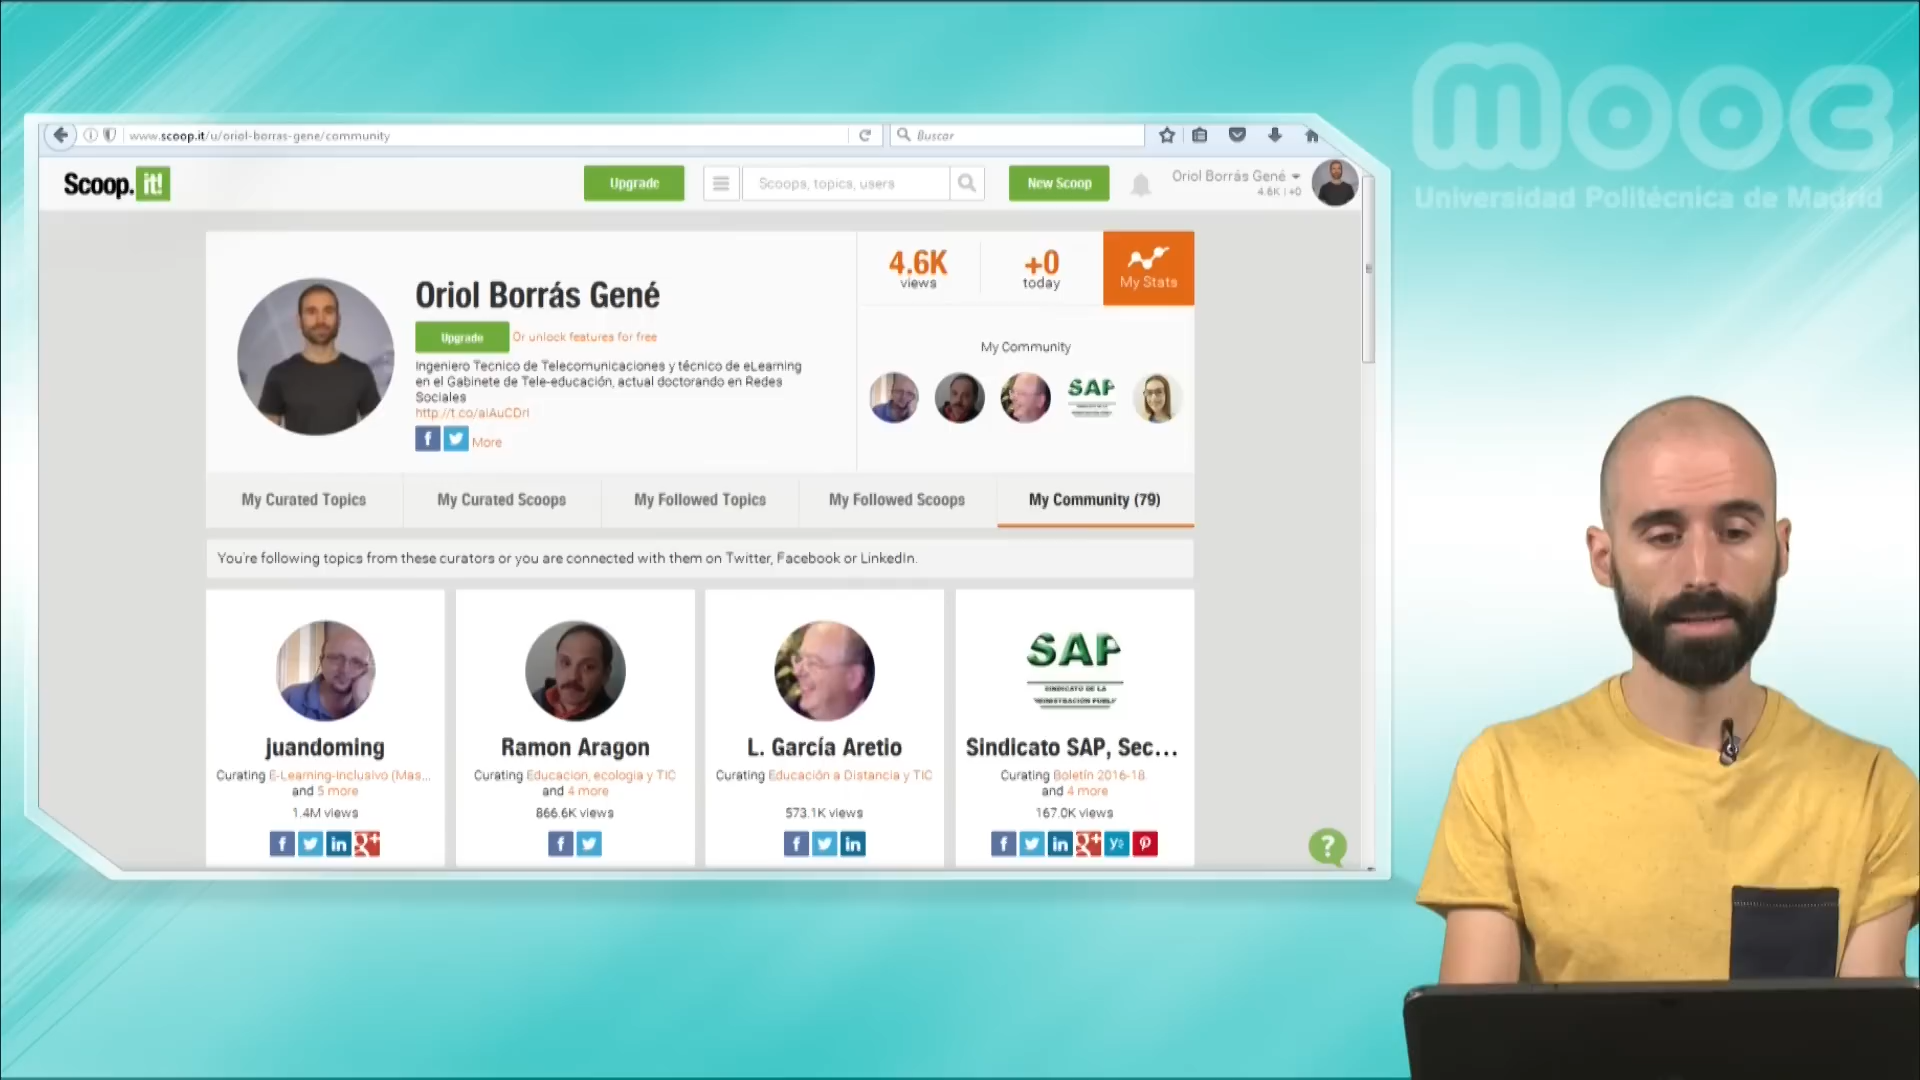 mooc
Universidad Politécnica de Madrid
www.scoop.it/u/oriol-borras-gene/community
Buscar
Scoop.it!
Upgrade
Scoops, topics, users
New Scoop
Oriol Borrás Gené
4.6K | +0
Oriol Borrás Gené
Upgrade Or unlock features for free
Ingeniero Tecnico de Telecomunicaciones y técnico de eLearning
en el Gabinete de Tele-educación, actual doctorando en Redes
Sociales
http://t.co/aIAuCDrI
More
4.6K
views
+0
today
My Stats
My Community
SAP
My Curated Topics
My Curated Scoops
My Followed Topics
My Followed Scoops
My Community (79)
You're following topics from these curators or you are connected with them on Twitter, Facebook or LinkedIn.
juandoming
Curating E-Learning-Inclusivo (Mas...
and 5 more
1.4M views
Ramon Aragon
Curating Educacion, ecologia y TIC
and 4 more
866.6K views
L. García Aretio
Curating Educación a Distancia y TIC
573.1K views
SAP
SINDICATO DE LA
Sindicato SAP, Sec...
Curating Boletín 2016-18
and 4 more
167.0K views
?